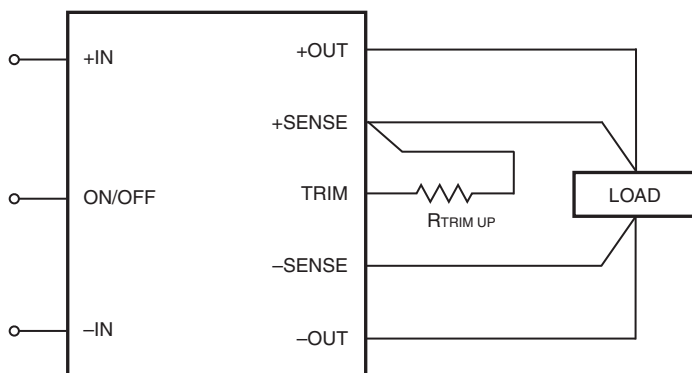 +IN
+OUT
+SENSE
ON/OFF
TRIM
RTRIM UP
LOAD
–SENSE
–IN
–OUT